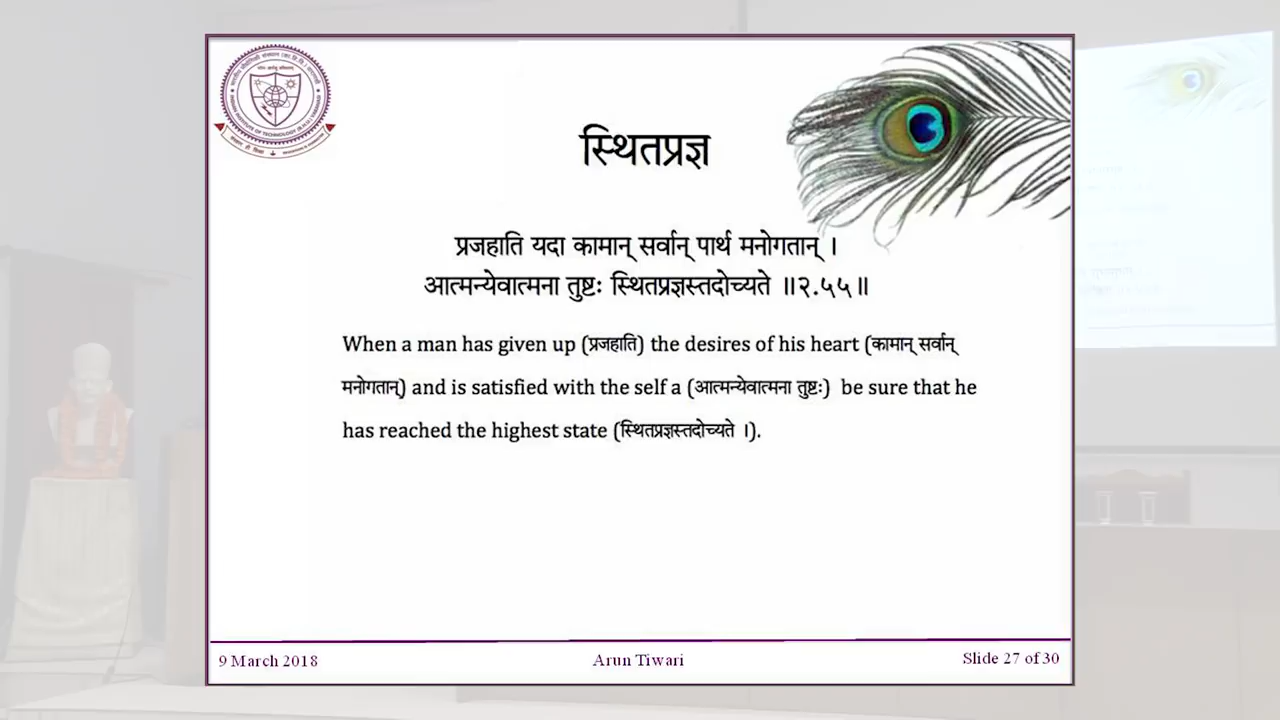 स्थितप्रज्ञ
प्रजहाति यदा कामान् सर्वान् पार्थ मनोगतान् ।
आत्मन्येवात्मना तुष्टः स्थितप्रज्ञस्तदोच्यते ॥२.५५॥
When a man has given up (प्रजहाति) the desires of his heart (कामान् सर्वान्
मनोगतान्) and is satisfied with the self a (आत्मन्येवात्मना तुष्टः) be sure that he
has reached the highest state (स्थितप्रज्ञस्तदोच्यते ।).
9 March 2018
Arun Tiwari
Slide 27 of 30